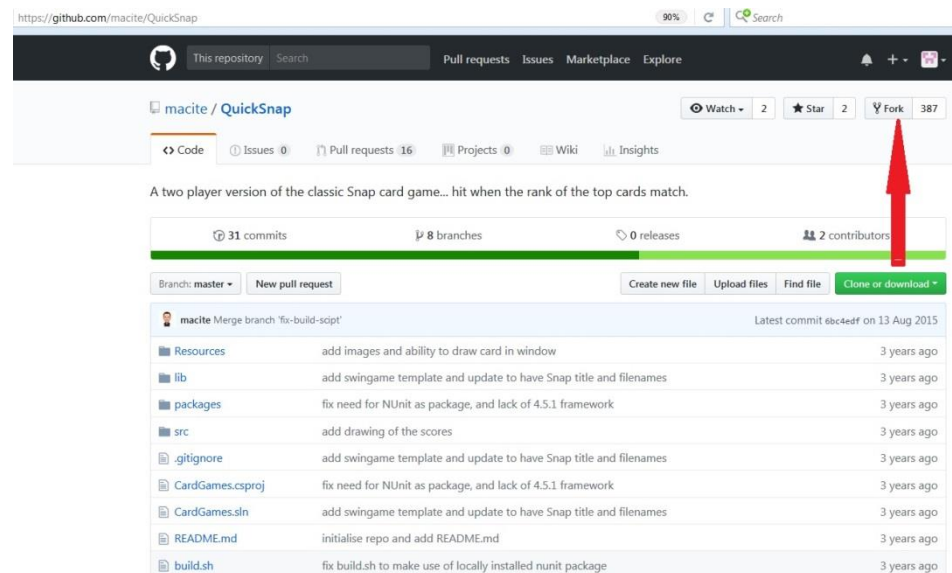 https://github.com/macite/QuickSnap 90% Search
This repository Search Pull requests Issues Marketplace Explore
macite / QuickSnap Watch 2 Star 2 Fork 387
Code Issues 0 Pull requests 16 Projects 0 Wiki Insights
A two player version of the classic Snap card game... hit when the rank of the top cards match.
31 commits 8 branches 0 releases 2 contributors
Branch: master New pull request Create new file Upload files Find file Clone or download
macite Merge branch 'fix-build-scipt' Latest commit 6bc4edf on 13 Aug 2015
Resources add images and ability to draw card in window 3 years ago
lib add swingame template and update to have Snap title and filenames 3 years ago
packages fix need for NUnit as package, and lack of 4.5.1 framework 3 years ago
src add drawing of the scores 3 years ago
.gitignore add swingame template and update to have Snap title and filenames 3 years ago
CardGames.csproj fix need for NUnit as package, and lack of 4.5.1 framework 3 years ago
CardGames.sln add swingame template and update to have Snap title and filenames 3 years ago
README.md initialise repo and add README.md 3 years ago
build.sh fix build.sh to make use of locally installed nunit package 3 years ago